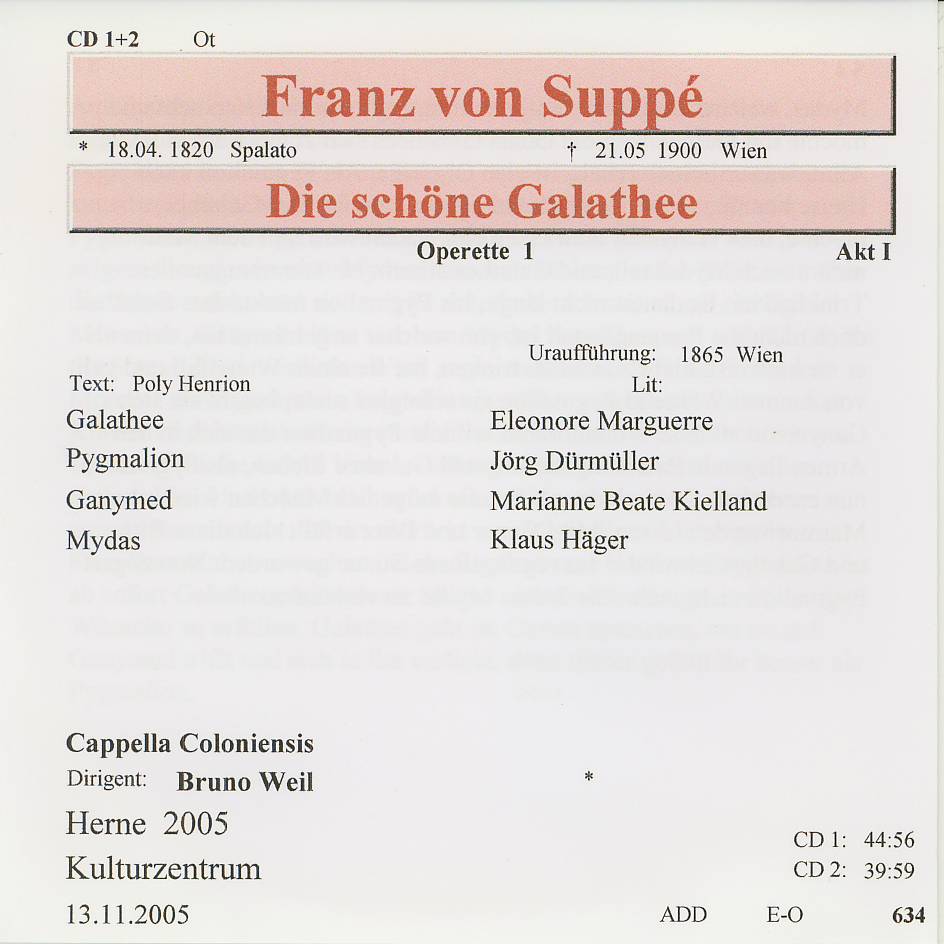 CD 1+2 Ot
Franz von Suppé
* 18.04. 1820 Spalato † 21.05 1900 Wien
Die schöne Galathee
Operette 1 Akt I
Uraufführung: 1865 Wien
Text: Poly Henrion Lit:
Galathee Eleonore Marguerre
Pygmalion Jörg Dürmüller
Ganymed Marianne Beate Kielland
Mydas Klaus Häger
Cappella Coloniensis
Dirigent: Bruno Weil *
Herne 2005
CD 1: 44:56
Kulturzentrum CD 2: 39:59
13.11.2005 ADD E-O 634